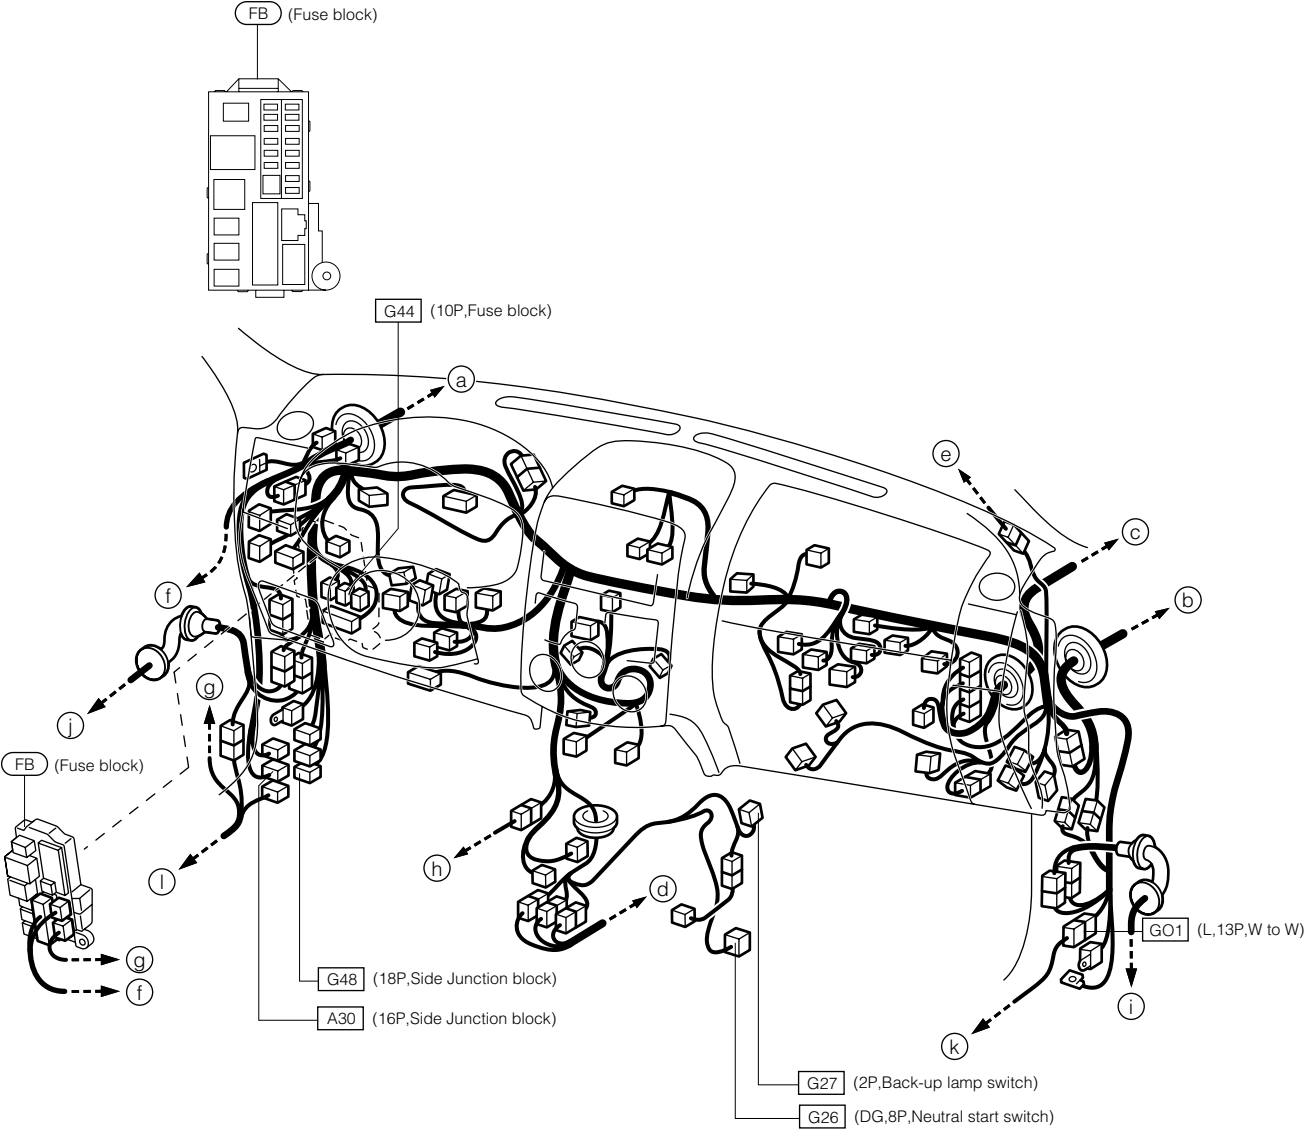 FB (Fuse block)
G44 (10P,Fuse block)
a
e
c
b
f
j
g
FB (Fuse block)
l
h
d
GO1 (L,13P,W to W)
g
G48 (18P,Side Junction block)
f
i
A30 (16P,Side Junction block)
k
G27 (2P,Back-up lamp switch)
G26 (DG,8P,Neutral start switch)